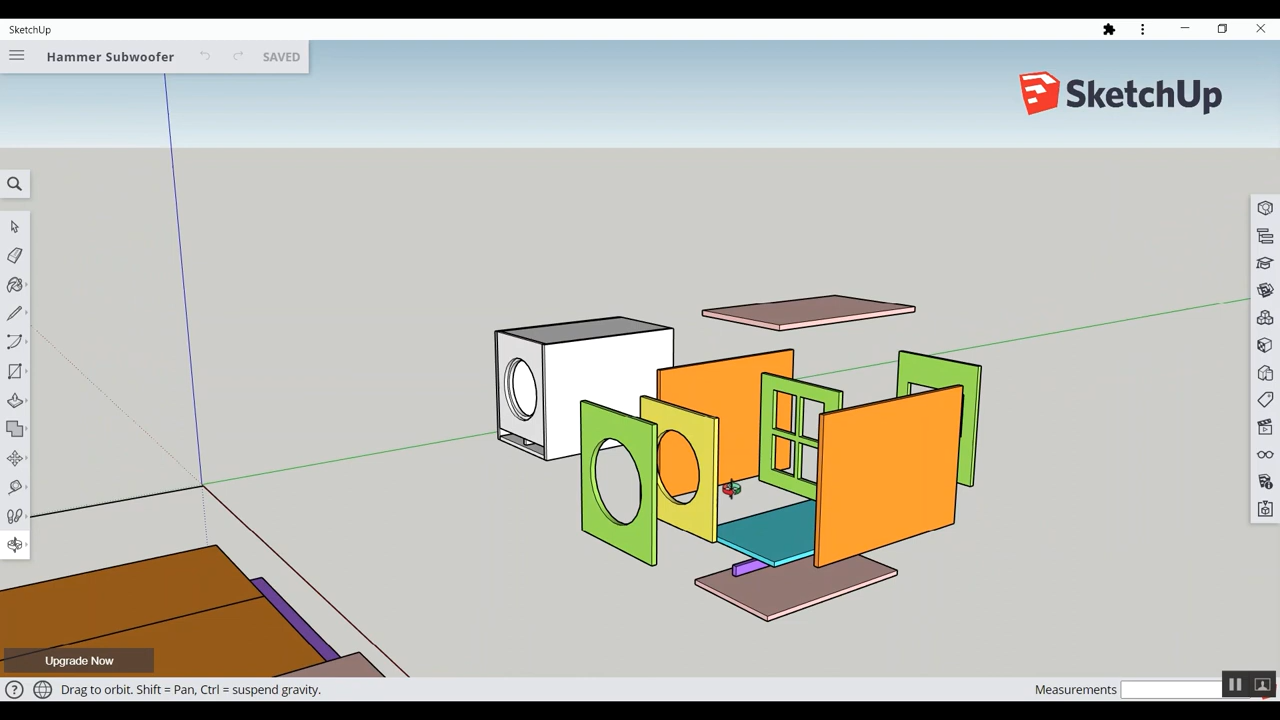 SketchUp
Hammer Subwoofer
SAVED
SketchUp
Upgrade Now
Drag to orbit. Shift = Pan, Ctrl = suspend gravity.
Measurements